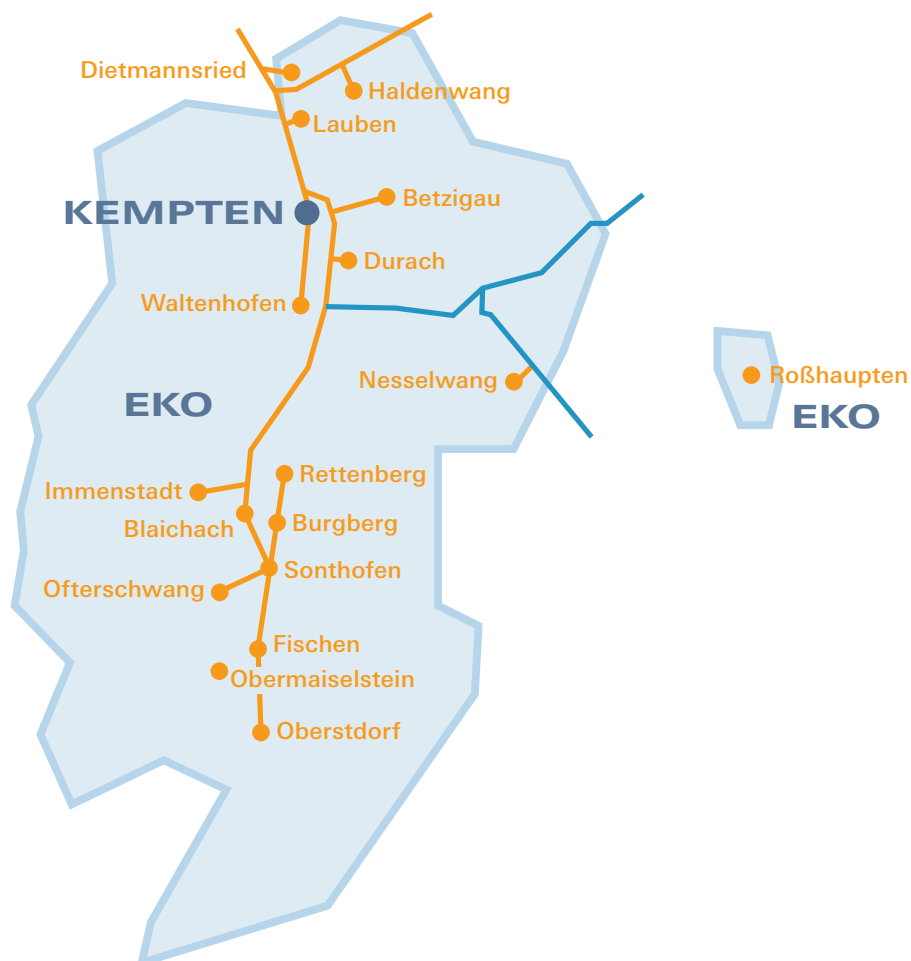 Dietmannsried
Haldenwang
Lauben
Betzigau
KEMPTEN
Durach
Waltenhofen
Nesselwang
Roßhaupten
EKO
EKO
Rettenberg
Immenstadt
Burgberg
Blaichach
Sonthofen
Ofterschwang
Fischen
Obermaiselstein
Oberstdorf